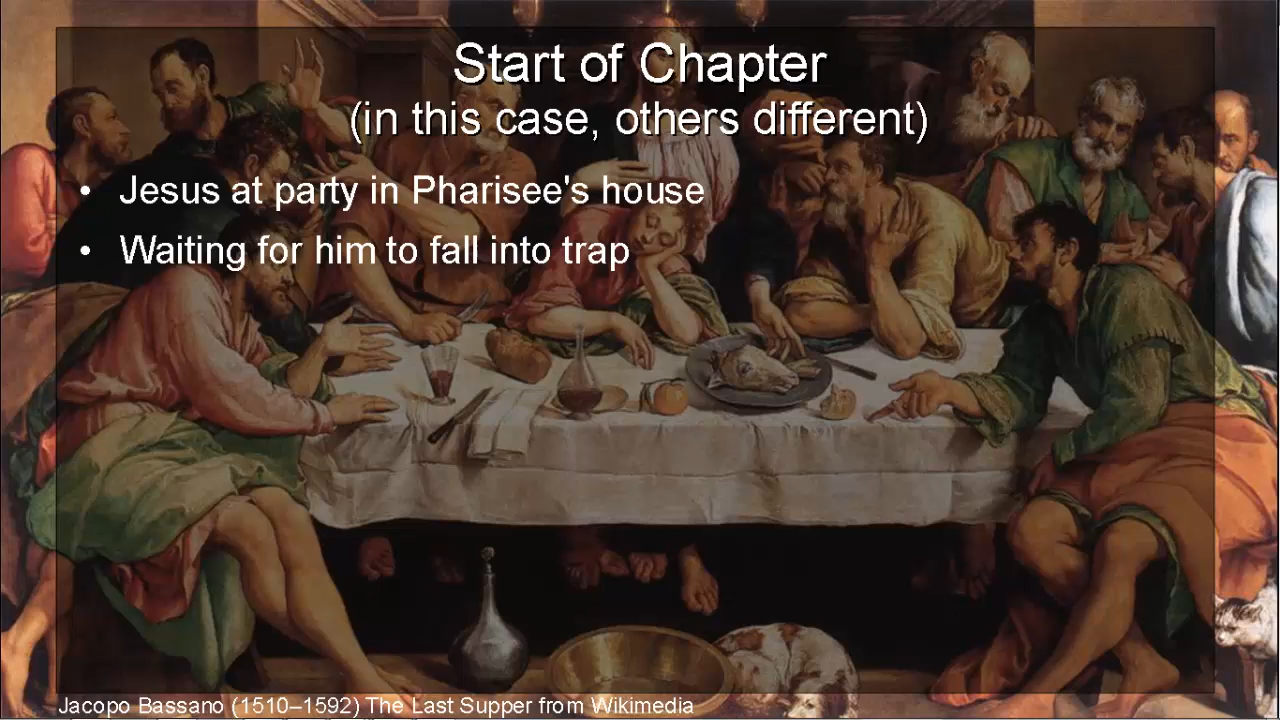 Start of Chapter
(in this case, others different)
• Jesus at party in Pharisee's house
• Waiting for him to fall into trap
Jacopo Bassano (1510–1592) The Last Supper from Wikimedia